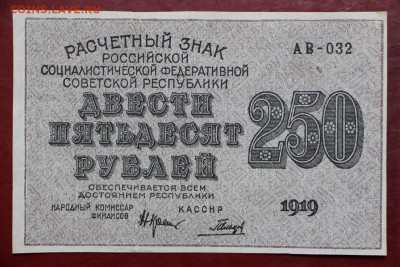 COINS.LAVE.RU
РАСЧЕТНЫЙ ЗНАК
РОССИЙСКОЙ
СОЦИАЛИСТИЧЕСКОЙ ФЕДЕРАТИВНОЙ
СОВЕТСКОЙ РЕСПУБЛИКИ
АВ-032
ДВЕСТИ
ПЯТЬДЕСЯТ
РУБЛЕЙ
250
ОБЕСПЕЧИВАЕТСЯ ВСЕМ
ДОСТОЯНИЕМ РЕСПУБЛИКИ
НАРОДНЫЙ КОМИССАР
ФИНАНСОВ
КАССИР
1919